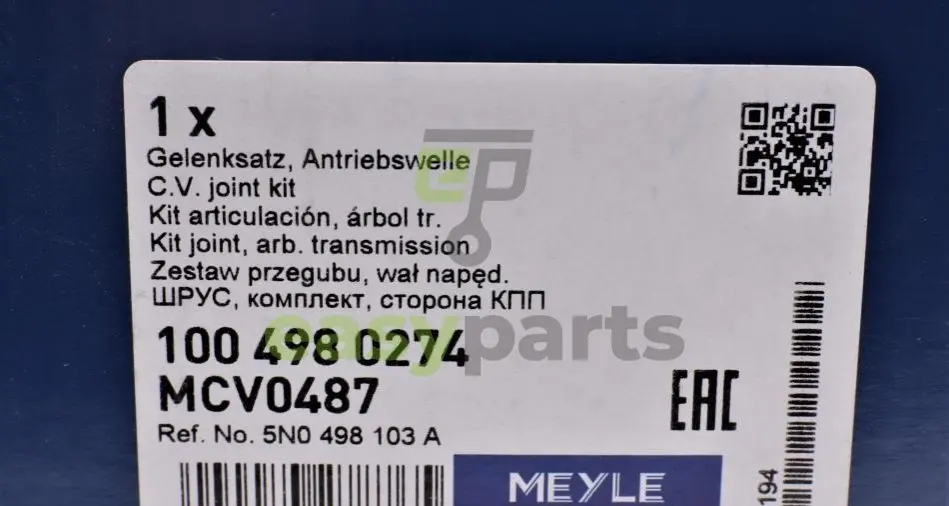 1 x
Gelenksatz, Antriebswelle
C.V. joint kit
Kit articulación, árbol tr.
Kit joint, arb. transmission
Zestaw przegubu, wał napęd.
ШРУС, комплект, сторона КПП
easyparts
100 498 0274
MCV0487
EAC
Ref. No. 5N0 498 103 A
MEYLE
194